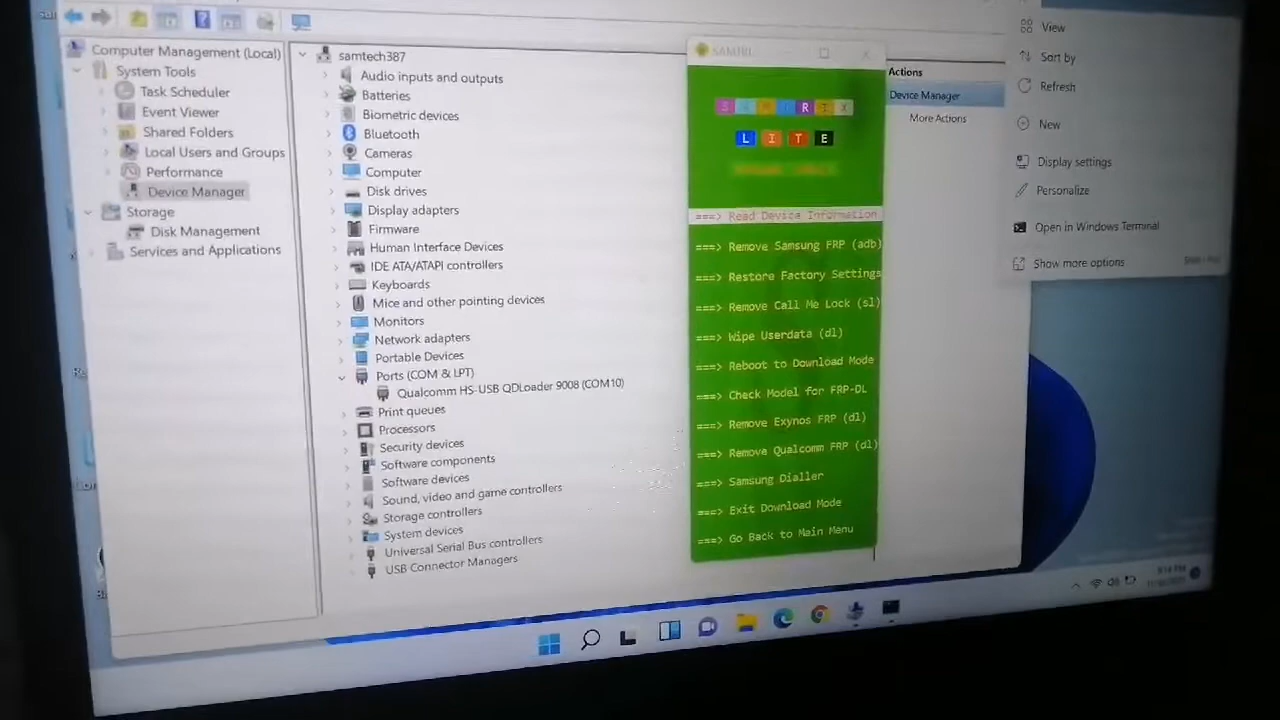 Computer Management (Local)
System Tools
Task Scheduler
Event Viewer
Shared Folders
Local Users and Groups
Performance
Device Manager
Storage
Disk Management
Services and Applications
samtech387
Audio inputs and outputs
Batteries
Biometric devices
Bluetooth
Cameras
Computer
Disk drives
Display adapters
Firmware
Human Interface Devices
IDE ATA/ATAPI controllers
Keyboards
Mice and other pointing devices
Monitors
Network adapters
Portable Devices
Ports (COM & LPT)
Qualcomm HS-USB QDLoader 9008 (COM10)
Print queues
Processors
Security devices
Software components
Software devices
Sound, video and game controllers
Storage controllers
System devices
Universal Serial Bus controllers
USB Connector Managers
L I T E
===> Read Device Information
===> Remove Samsung FRP (adb)
===> Restore Factory Settings
===> Remove Call Me Lock (sl)
===> Wipe Userdata (dl)
===> Reboot to Download Mode
===> Check Model for FRP-DL
===> Remove Exynos FRP (dl)
===> Remove Qualcomm FRP (dl)
===> Samsung Dialler
===> Exit Download Mode
===> Go Back to Main Menu
Actions
Device Manager
More Actions
View
Sort by
Refresh
New
Display settings
Personalize
Open in Windows Terminal
Show more options